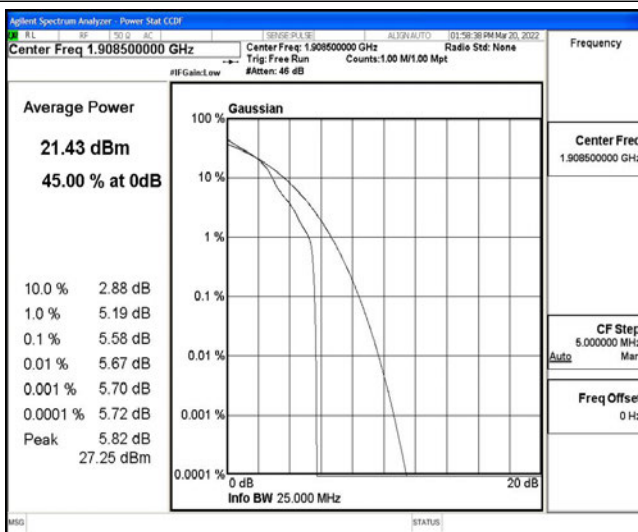 Agilent Spectrum Analyzer - Power Stat CCDF
RL RF 50 Ω AC SENSE:PULSE ALIGNAUTO 01:58:38 PM Mar 20, 2022
Center Freq 1.908500000 GHz
Center Freq: 1.908500000 GHz Radio Std: None
Trig: Free Run Counts:1.00 M/1.00 Mpt
#IFGain:Low #Atten: 46 dB
Frequency
Average Power
21.43 dBm
45.00 % at 0dB
10.0 % 2.88 dB
1.0 % 5.19 dB
0.1 % 5.58 dB
0.01 % 5.67 dB
0.001 % 5.70 dB
0.0001 % 5.72 dB
Peak 5.82 dB
27.25 dBm
Gaussian
100 %
10 %
1 %
0.1 %
0.01 %
0.001 %
0.0001 %
0 dB 20 dB
Info BW 25.000 MHz
Center Freq
1.908500000 GHz
CF Step
5.000000 MHz
Auto Man
Freq Offset
0 Hz
MSG STATUS